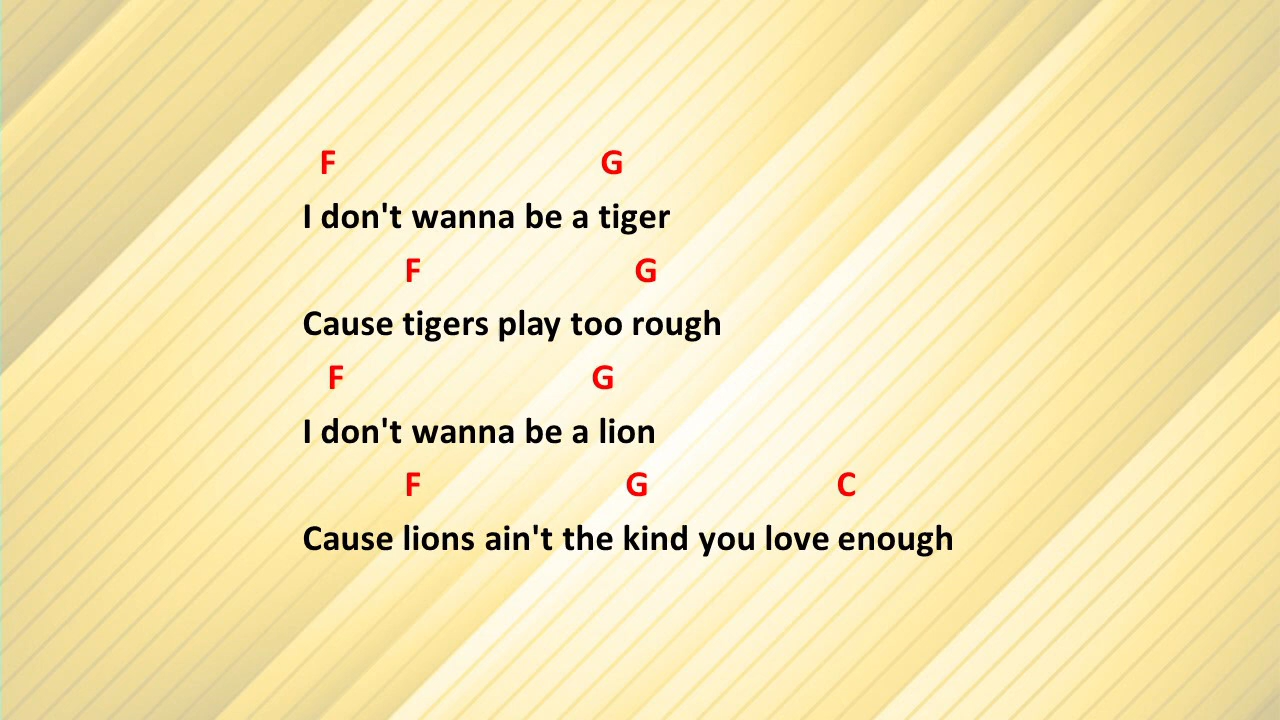 F G
I don't wanna be a tiger
F G
Cause tigers play too rough
F G
I don't wanna be a lion
F G C
Cause lions ain't the kind you love enough